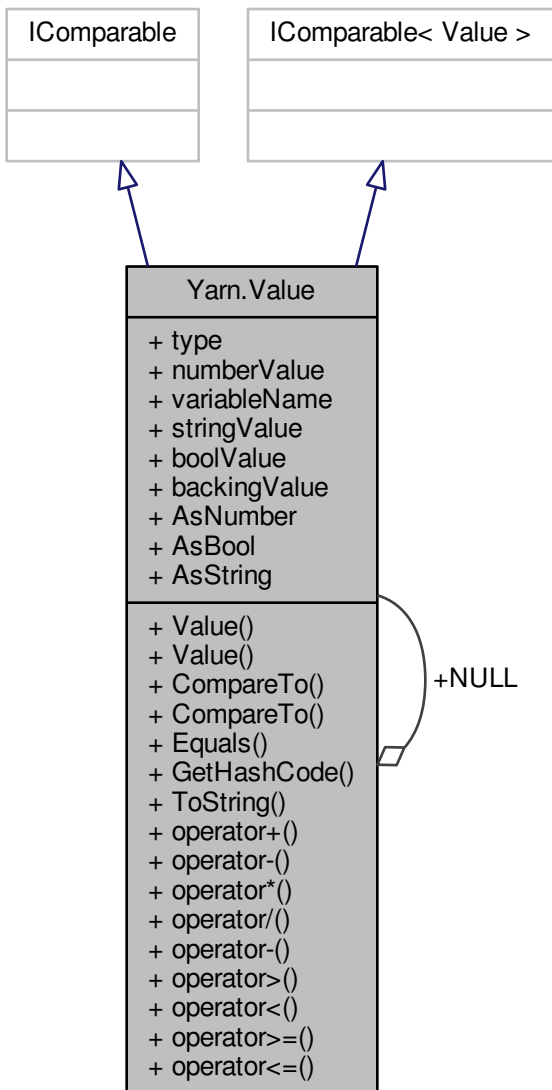 IComparable
IComparable< Value >
Yarn.Value
+ type
+ numberValue
+ variableName
+ stringValue
+ boolValue
+ backingValue
+ AsNumber
+ AsBool
+ AsString
+ Value()
+ Value()
+ CompareTo()
+ CompareTo()
+ Equals()
+ GetHashCode()
+ ToString()
+ operator+()
+ operator-()
+ operator*()
+ operator/()
+ operator-()
+ operator>()
+ operator<()
+ operator>=()
+ operator<=()
+NULL